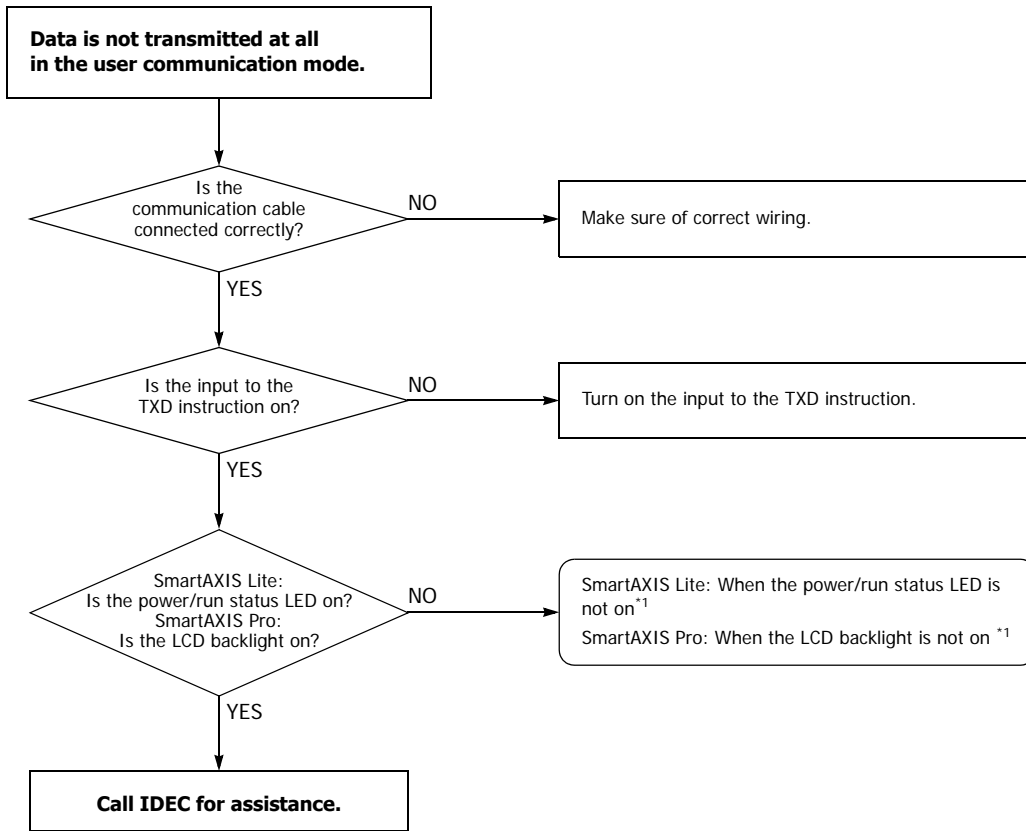 Data is not transmitted at all
in the user communication mode.
Is the
communication cable
connected correctly?
NO
Make sure of correct wiring.
YES
Is the input to the
TXD instruction on?
NO
Turn on the input to the TXD instruction.
YES
SmartAXIS Lite:
Is the power/run status LED on?
SmartAXIS Pro:
Is the LCD backlight on?
NO
SmartAXIS Lite: When the power/run status LED is
not on*1
SmartAXIS Pro: When the LCD backlight is not on *1
YES
Call IDEC for assistance.